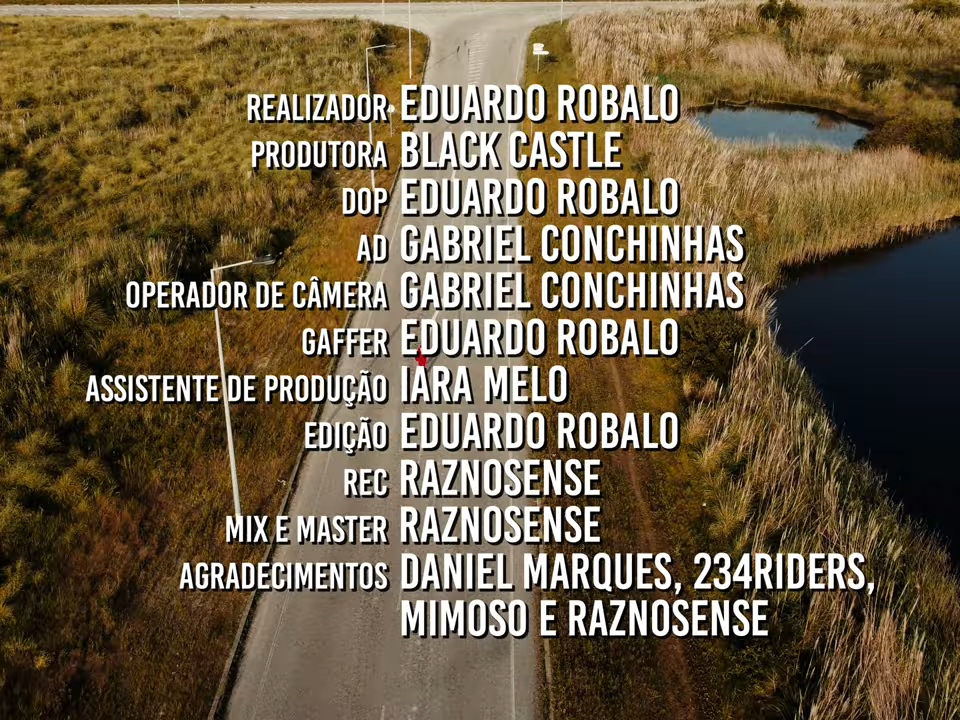 REALIZADOR EDUARDO ROBALO
PRODUTORA BLACK CASTLE
DOP EDUARDO ROBALO
AD GABRIEL CONCHINHAS
OPERADOR DE CÂMERA GABRIEL CONCHINHAS
GAFFER EDUARDO ROBALO
ASSISTENTE DE PRODUÇÃO IARA MELO
EDIÇÃO EDUARDO ROBALO
REC RAZNOSENSE
MIX E MASTER RAZNOSENSE
AGRADECIMENTOS DANIEL MARQUES, 234RIDERS,
MIMOSO E RAZNOSENSE